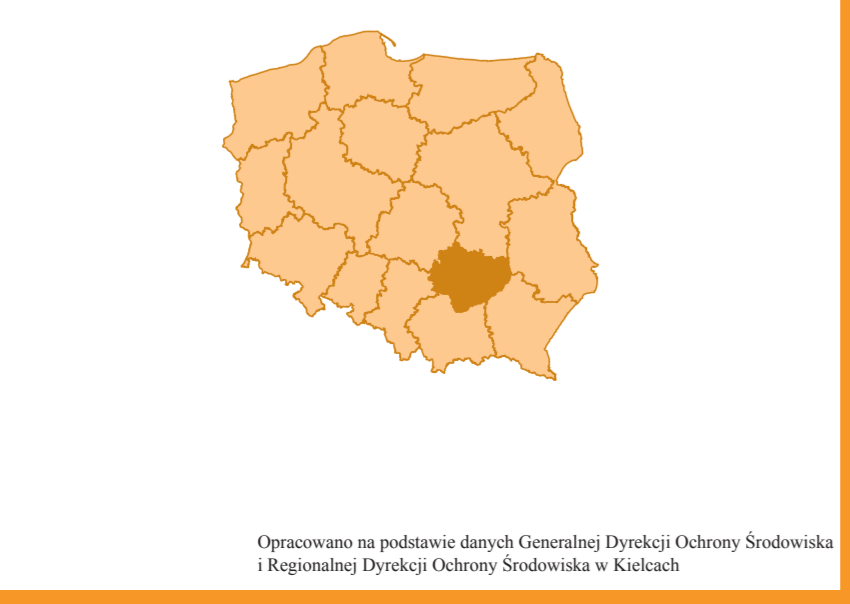 Opracowano na podstawie danych Generalnej Dyrekcji Ochrony Środowiska
i Regionalnej Dyrekcji Ochrony Środowiska w Kielcach